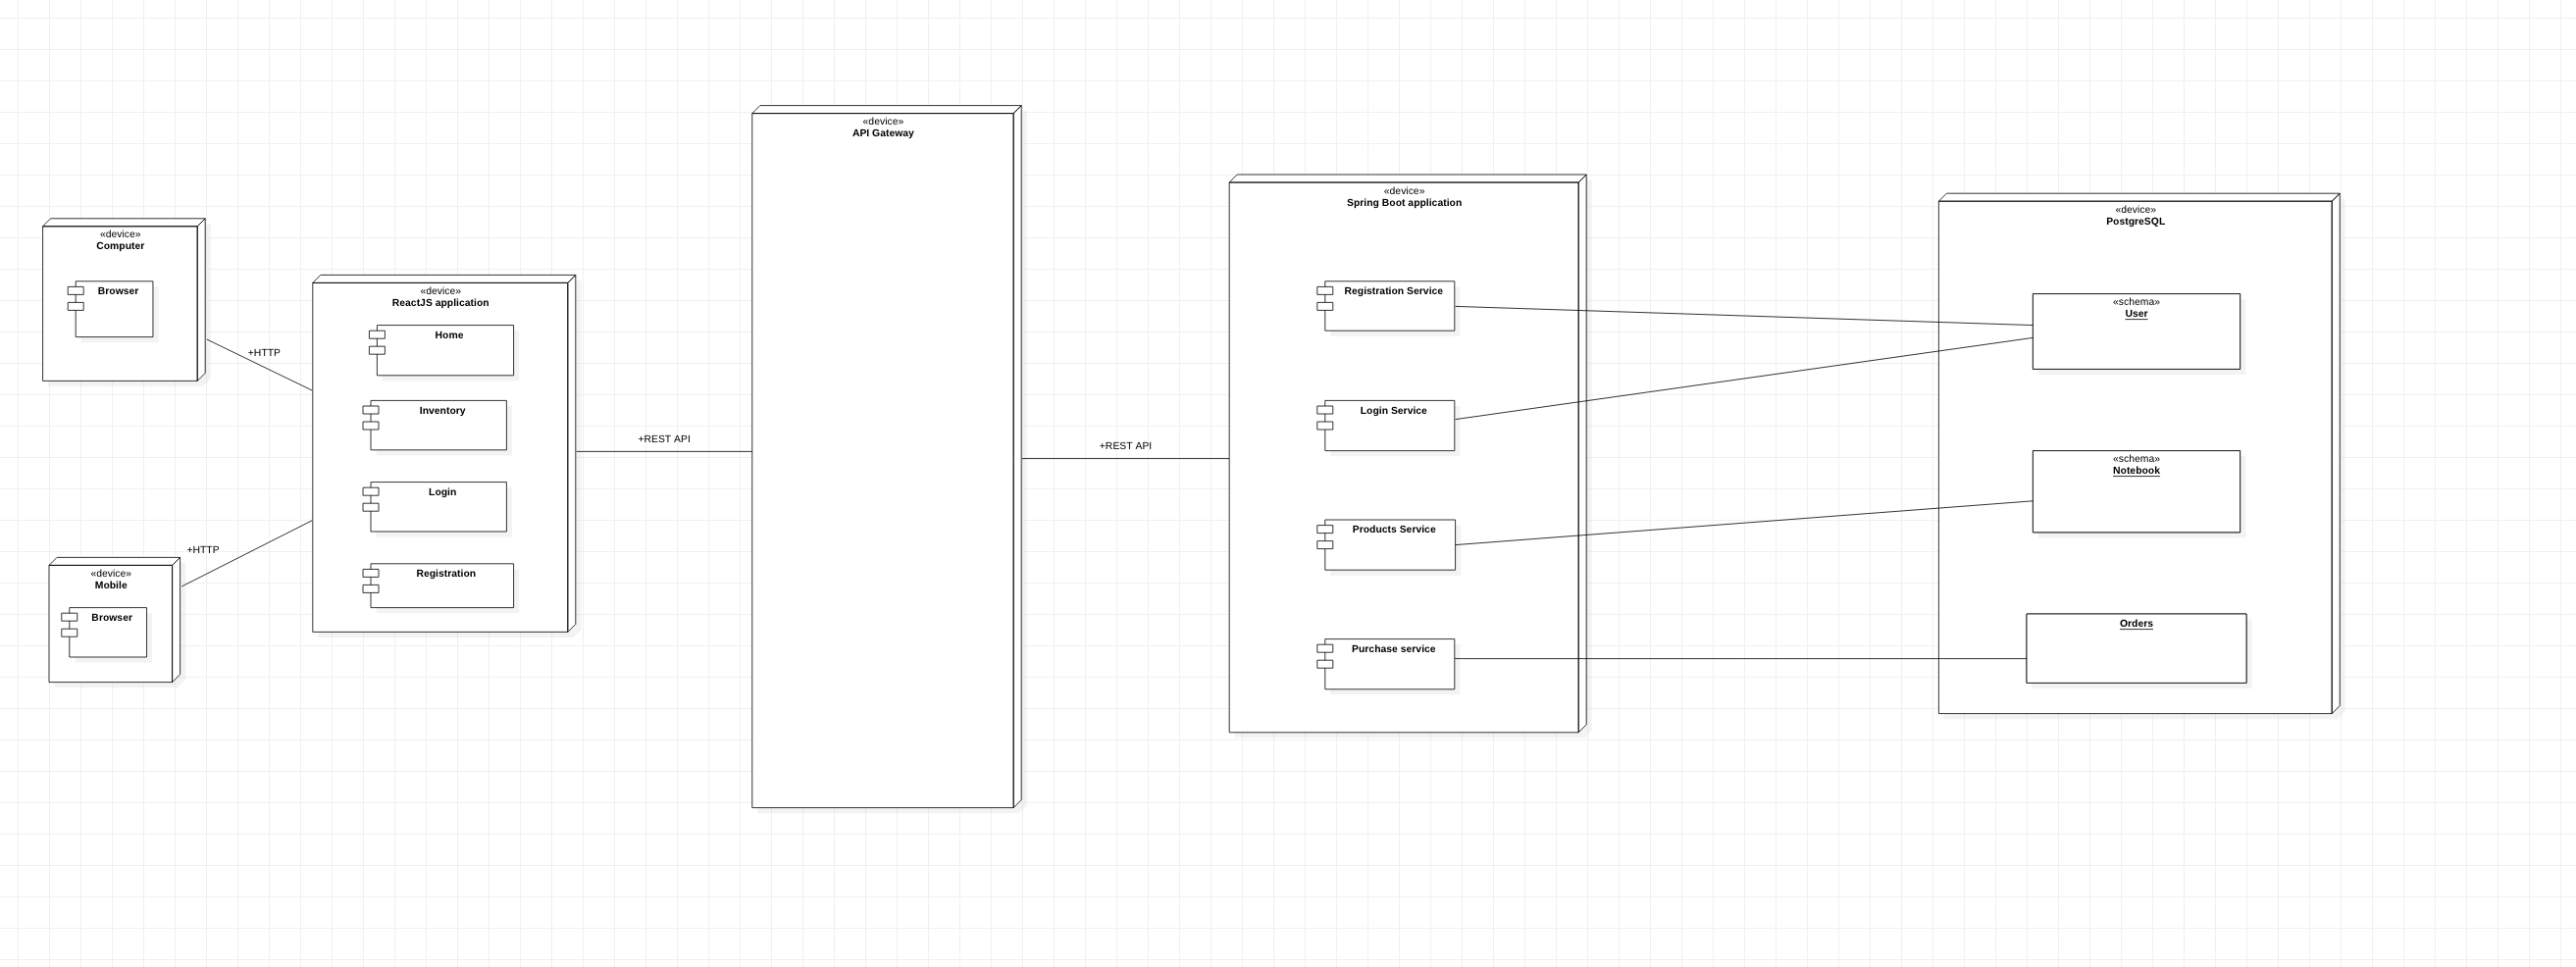 «device»
Computer
Browser
+HTTP
«device»
Mobile
Browser
+HTTP
«device»
ReactJS application
Home
Inventory
Login
Registration
+REST API
«device»
API Gateway
+REST API
«device»
Spring Boot application
Registration Service
Login Service
Products Service
Purchase service
«device»
PostgreSQL
«schema»
User
«schema»
Notebook
Orders